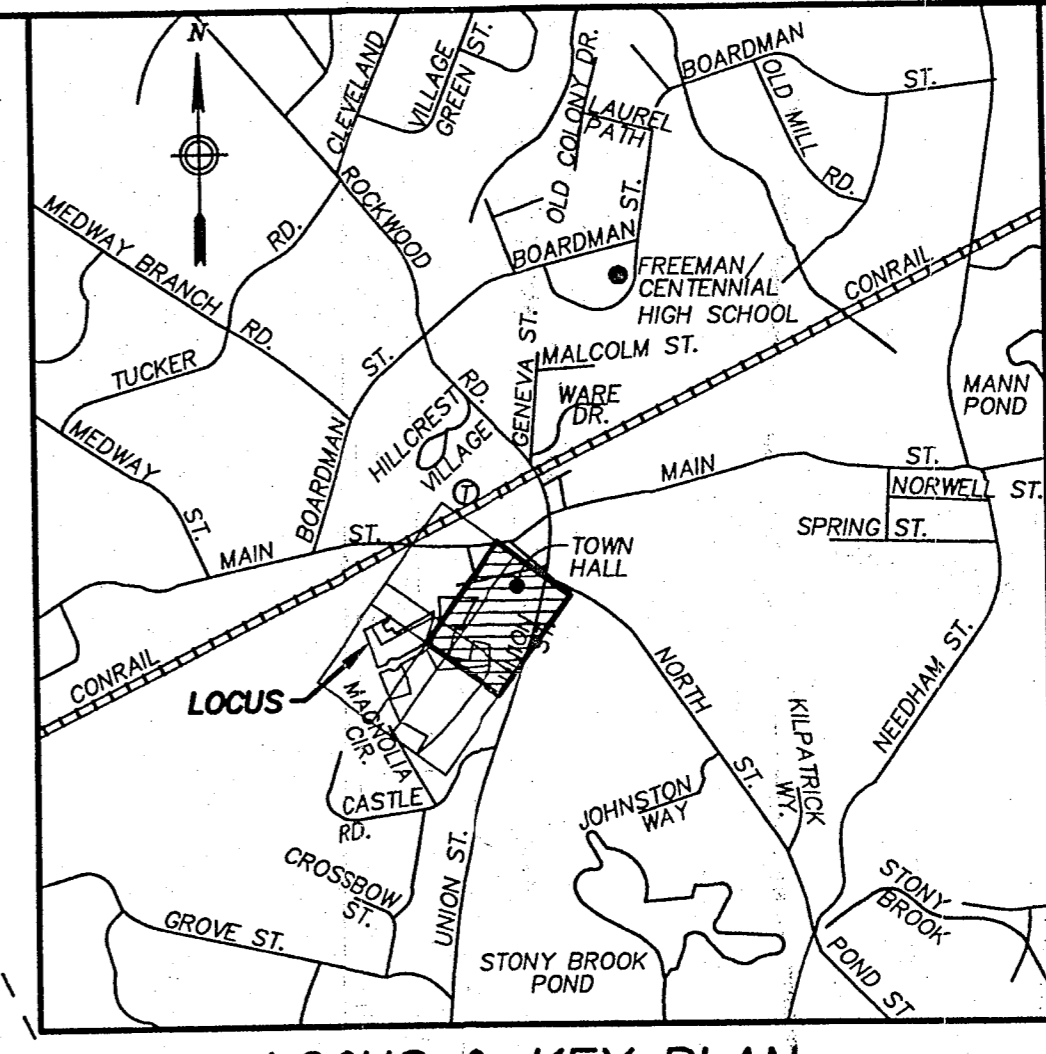 N
CLEVELAND
RD.
VILLAGE
GREEN ST.
OLD COLONY DR.
LAUREL
PATH
BOARDMAN
ST.
OLD MILL
RD.
ROCKWOOD
RD.
MEDWAY BRANCH
RD.
BOARDMAN
ST.
FREEMAN/
CENTENNIAL
HIGH SCHOOL
CONRAIL
TUCKER
BOARDMAN
ST.
GENEVA ST.
MALCOLM ST.
WARE
DR.
MANN
POND
MEDWAY
ST.
HILLCREST
VILLAGE
T
MAIN
ST.
MAIN
ST.
NORWELL ST.
SPRING ST.
TOWN
HALL
UNION
ST.
CONRAIL
LOCUS
MAGNOLIA
CIR.
NORTH
ST.
KILPATRICK
WY.
NEEDHAM ST.
CASTLE
RD.
JOHNSTON
WAY
CROSSBOW
ST.
UNION ST.
GROVE ST.
STONY BROOK
POND
STONY
BROOK
POND ST
LOCUS & KEY PLAN